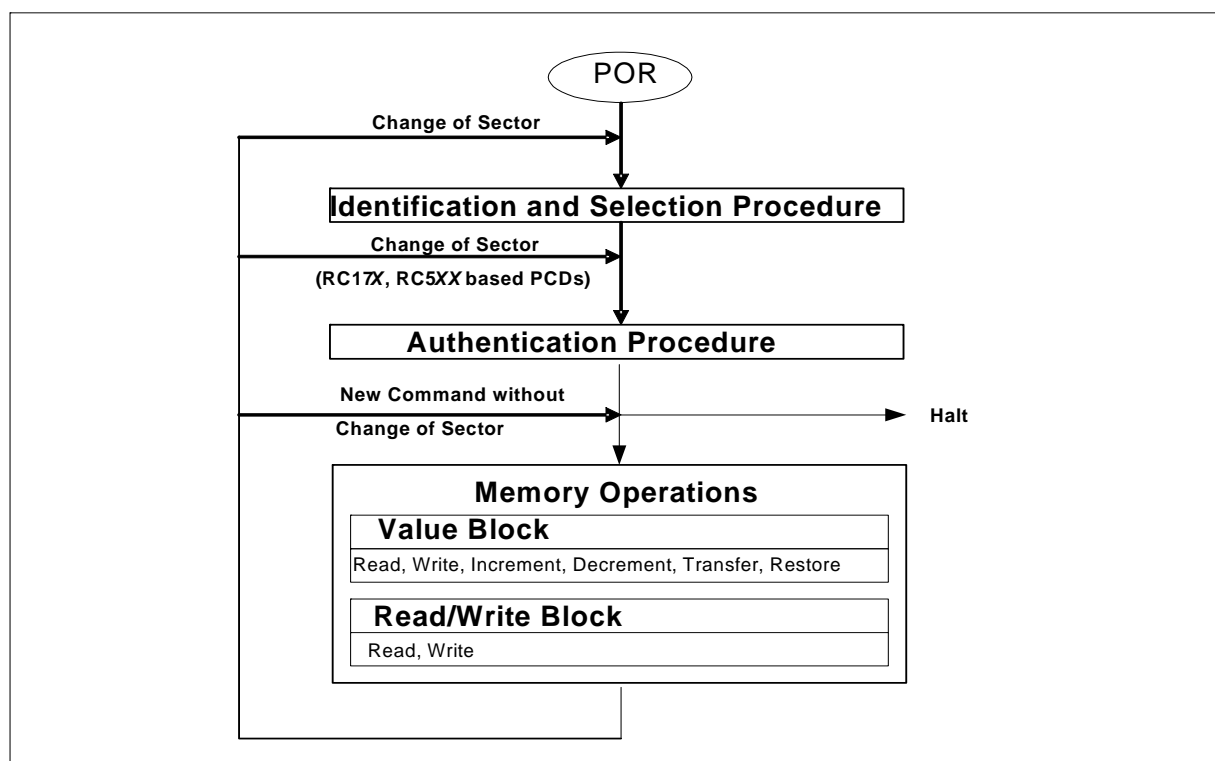 POR
Change of Sector
Identification and Selection Procedure
Change of Sector
(RC17X, RC5XX based PCDs)
Authentication Procedure
New Command without
Change of Sector
Halt
Memory Operations
Value Block
Read, Write, Increment, Decrement, Transfer, Restore
Read/Write Block
Read, Write